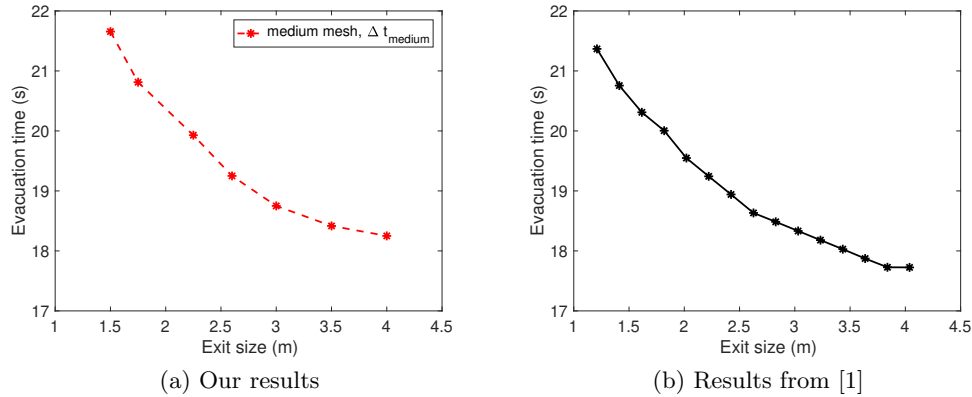 22
21
20
19
18
17
Evacuation time (s)
medium mesh, Δ t_medium
1 1.5 2 2.5 3 3.5 4 4.5
Exit size (m)
(a) Our results
22
21
20
19
18
17
Evacuation time (s)
1 1.5 2 2.5 3 3.5 4 4.5
Exit size (m)
(b) Results from [1]